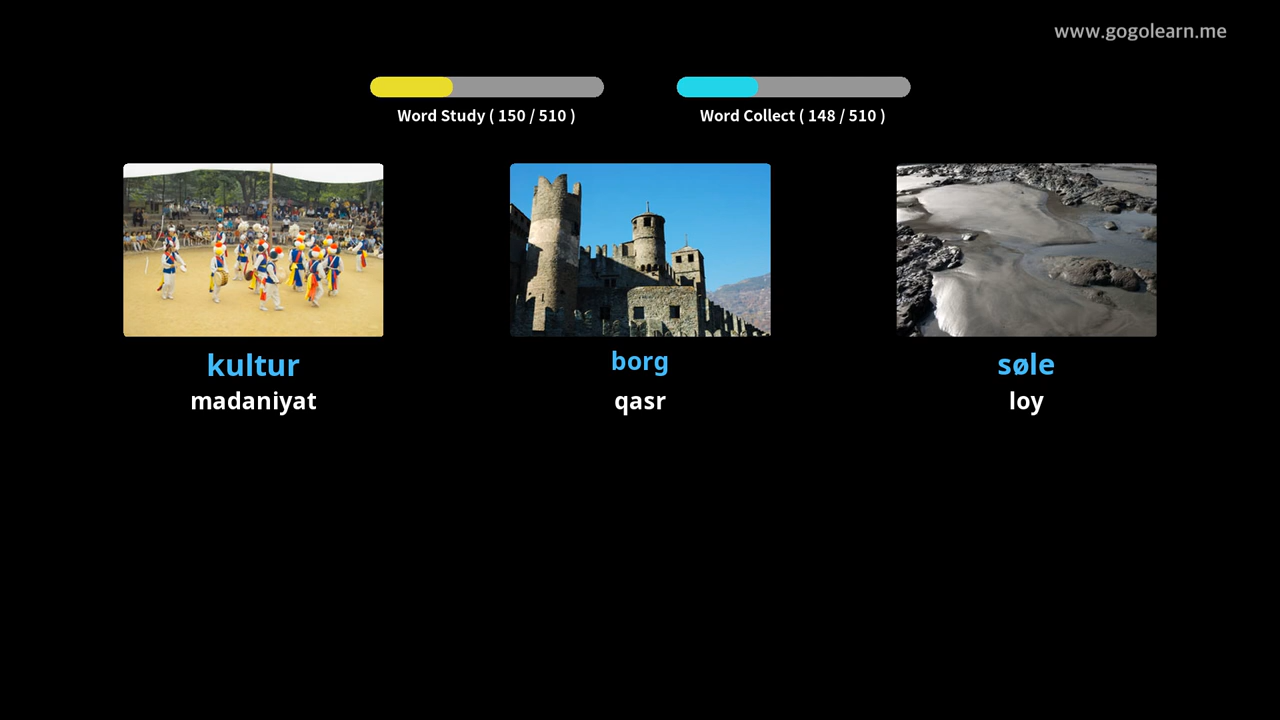 www.gogolearn.me
Word Study ( 150 / 510 )
Word Collect ( 148 / 510 )
kultur
madaniyat
borg
qasr
søle
loy